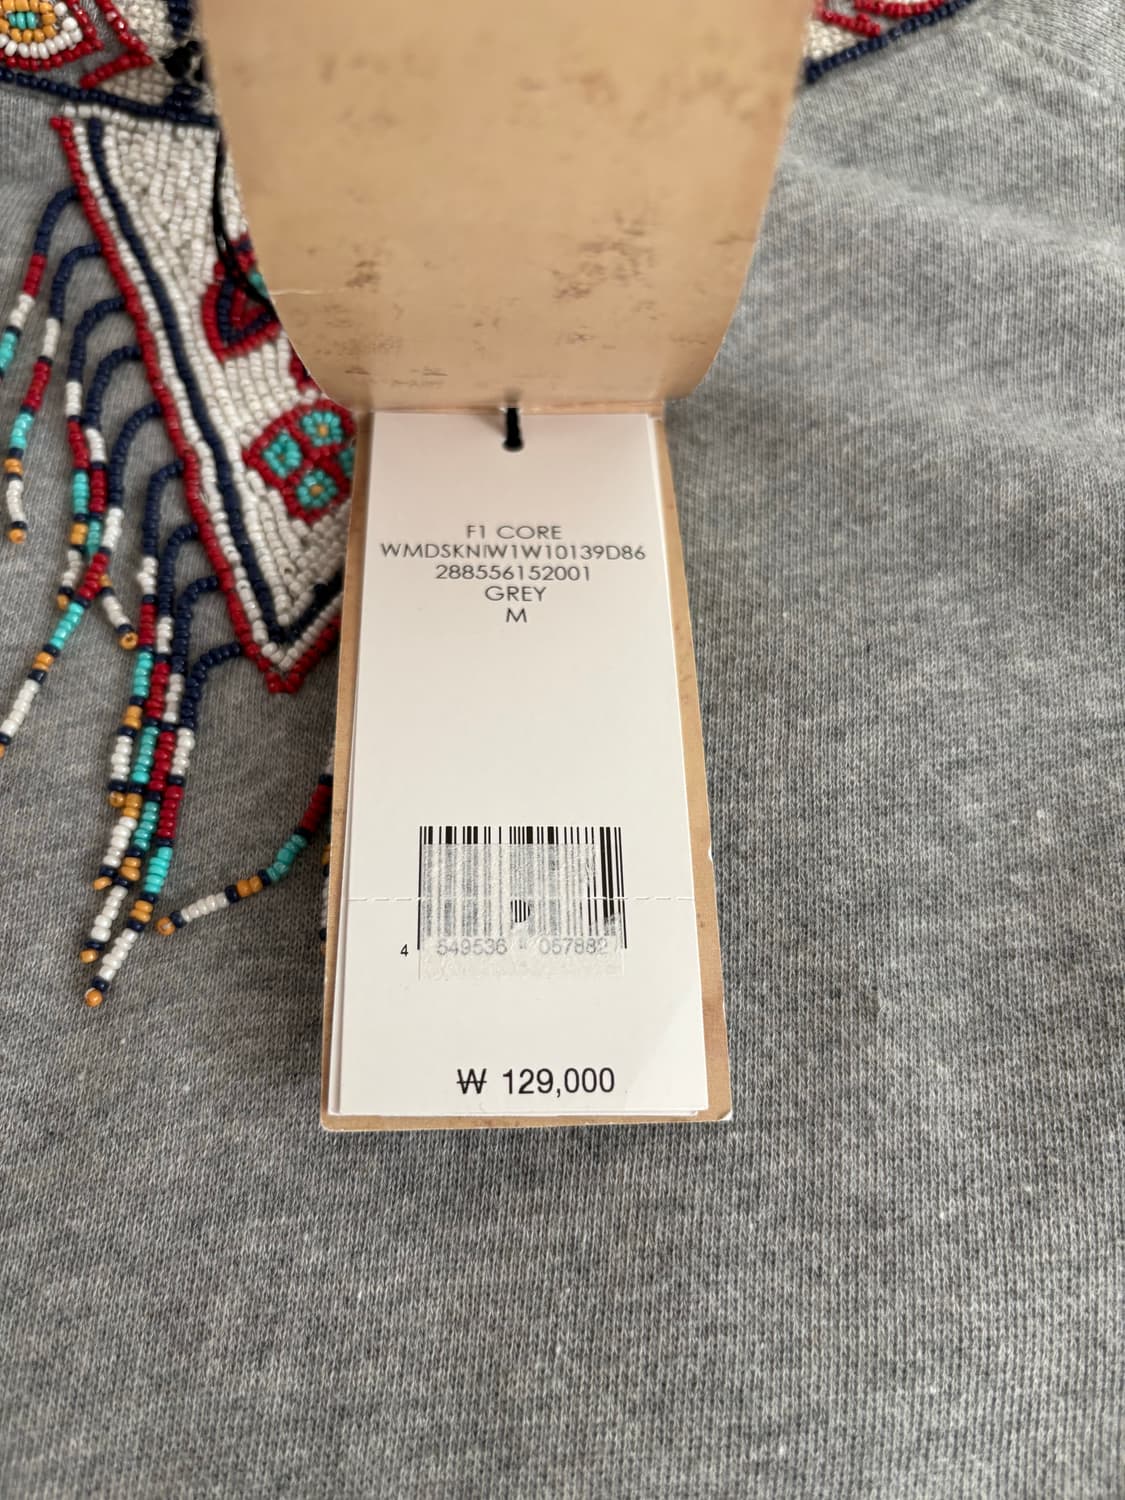 F1 CORE
WMDSKNIW1W10139D86
288556152001
GREY
M
4 549536 057882
₩ 129,000